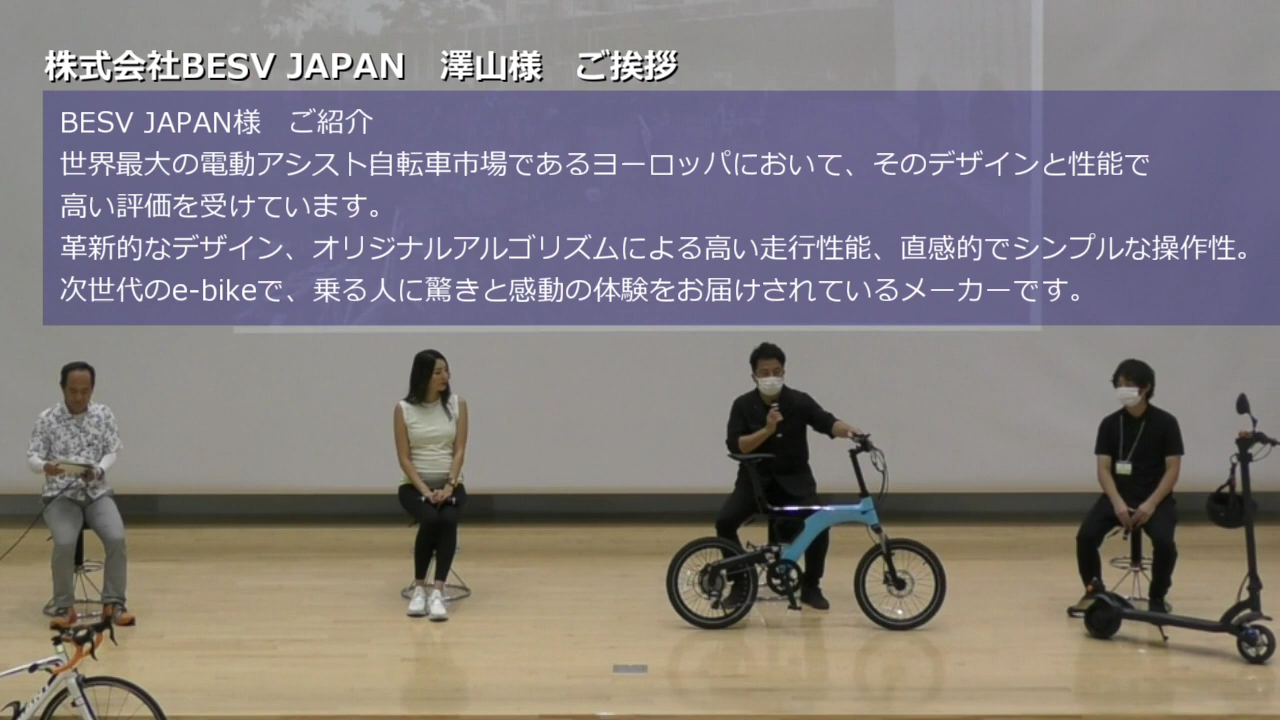 株式会社BESV JAPAN　澤山様　ご挨拶
BESV JAPAN様　ご紹介
世界最大の電動アシスト自転車市場であるヨーロッパにおいて、そのデザインと性能で
高い評価を受けています。
革新的なデザイン、オリジナルアルゴリズムによる高い走行性能、直感的でシンプルな操作性。
次世代のe-bikeで、乗る人に驚きと感動の体験をお届けされているメーカーです。